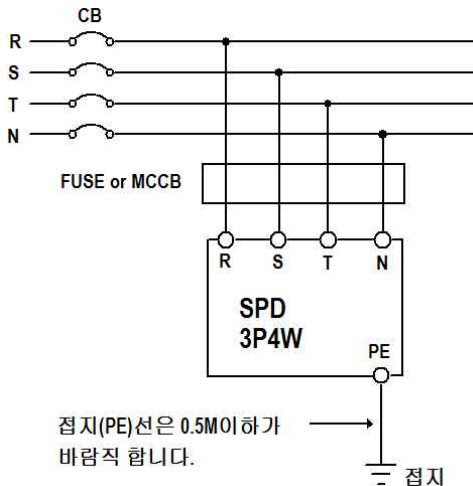 CB
R
S
T
N
FUSE or MCCB
R S T N
SPD
3P4W
PE
접지(PE)선은 0.5M이하가
바람직 합니다.
접지